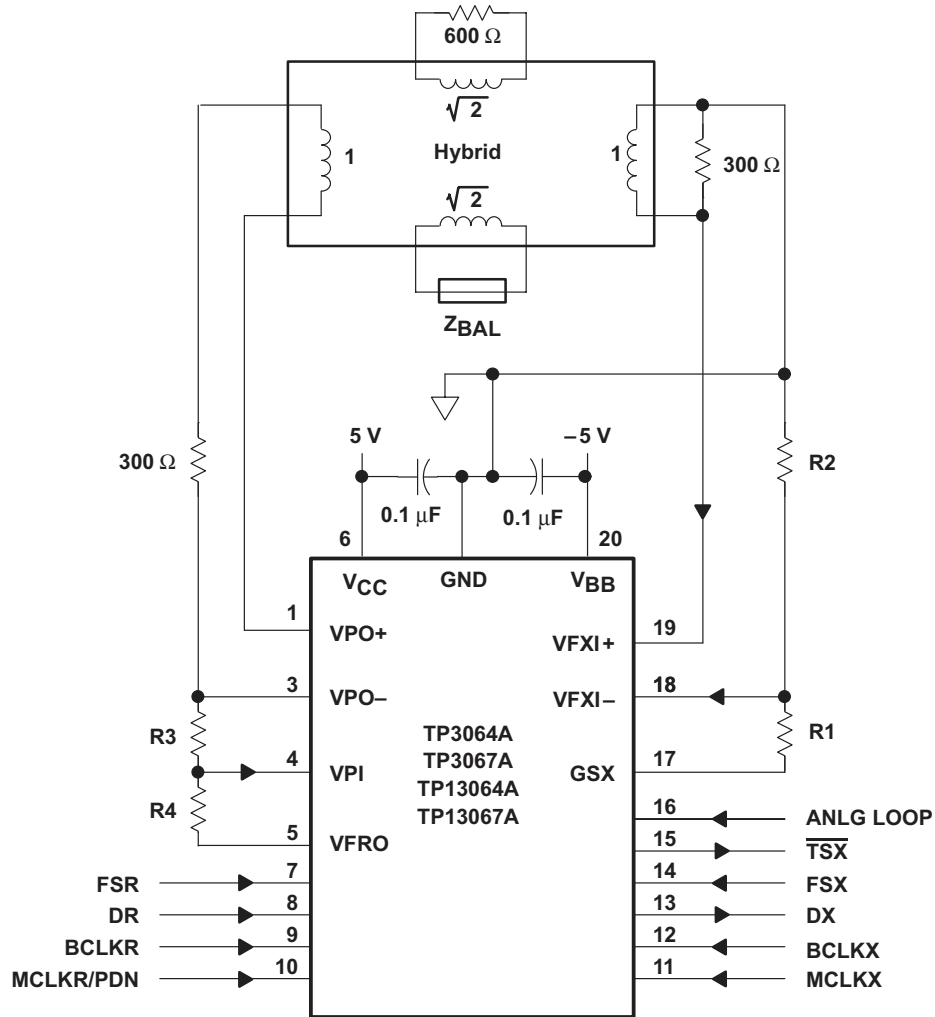 600 Ω
√2
1
Hybrid
1
300 Ω
√2
ZBAL
5 V
–5 V
300 Ω
R2
0.1 μF
0.1 μF
6
20
VCC
GND
VBB
1
VPO+
19
VFXI+
3
VPO–
18
VFXI–
R3
TP3064A
R1
4
VPI
TP3067A
17
GSX
TP13064A
R4
TP13067A
16
ANLG LOOP
5
VFRO
15
TSX
FSR
7
14
FSX
DR
8
13
DX
BCLKR
9
12
BCLKX
MCLKR/PDN
10
11
MCLKX